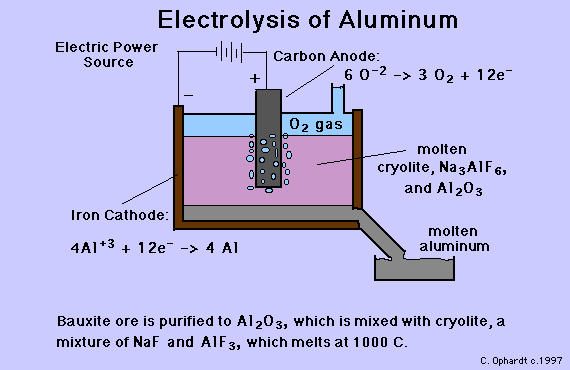 Electrolysis of Aluminum
Electric Power
Source
Carbon Anode:
6 O⁻² -> 3 O₂ + 12e⁻
+
−
O₂ gas
molten
cryolite, Na₃AlF₆,
and Al₂O₃
Iron Cathode:
4Al⁺³ + 12e⁻ -> 4 Al
molten
aluminum
Bauxite ore is purified to Al₂O₃, which is mixed with cryolite, a
mixture of NaF and AlF₃, which melts at 1000 C.
C. Ophardt c.1997